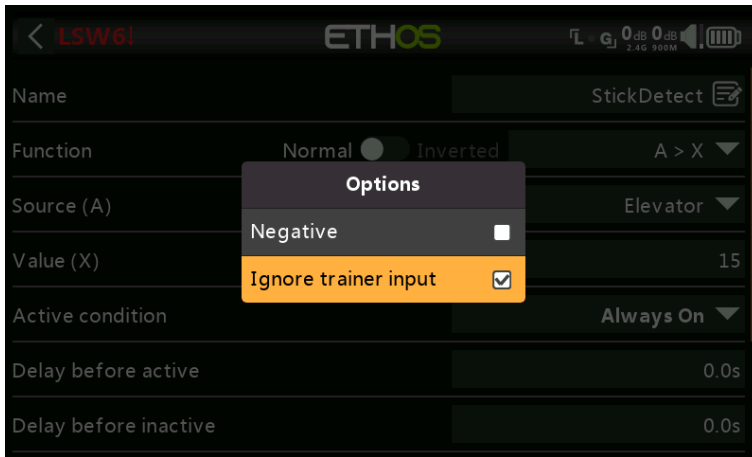 LSW6
ETHOS
L G 0dB 0dB
2.4G 900M
Name StickDetect
Function Normal Inverted A > X
Options
Source (A) Elevator
Negative
Value (X) 15
Ignore trainer input
Active condition Always On
Delay before active 0.0s
Delay before inactive 0.0s